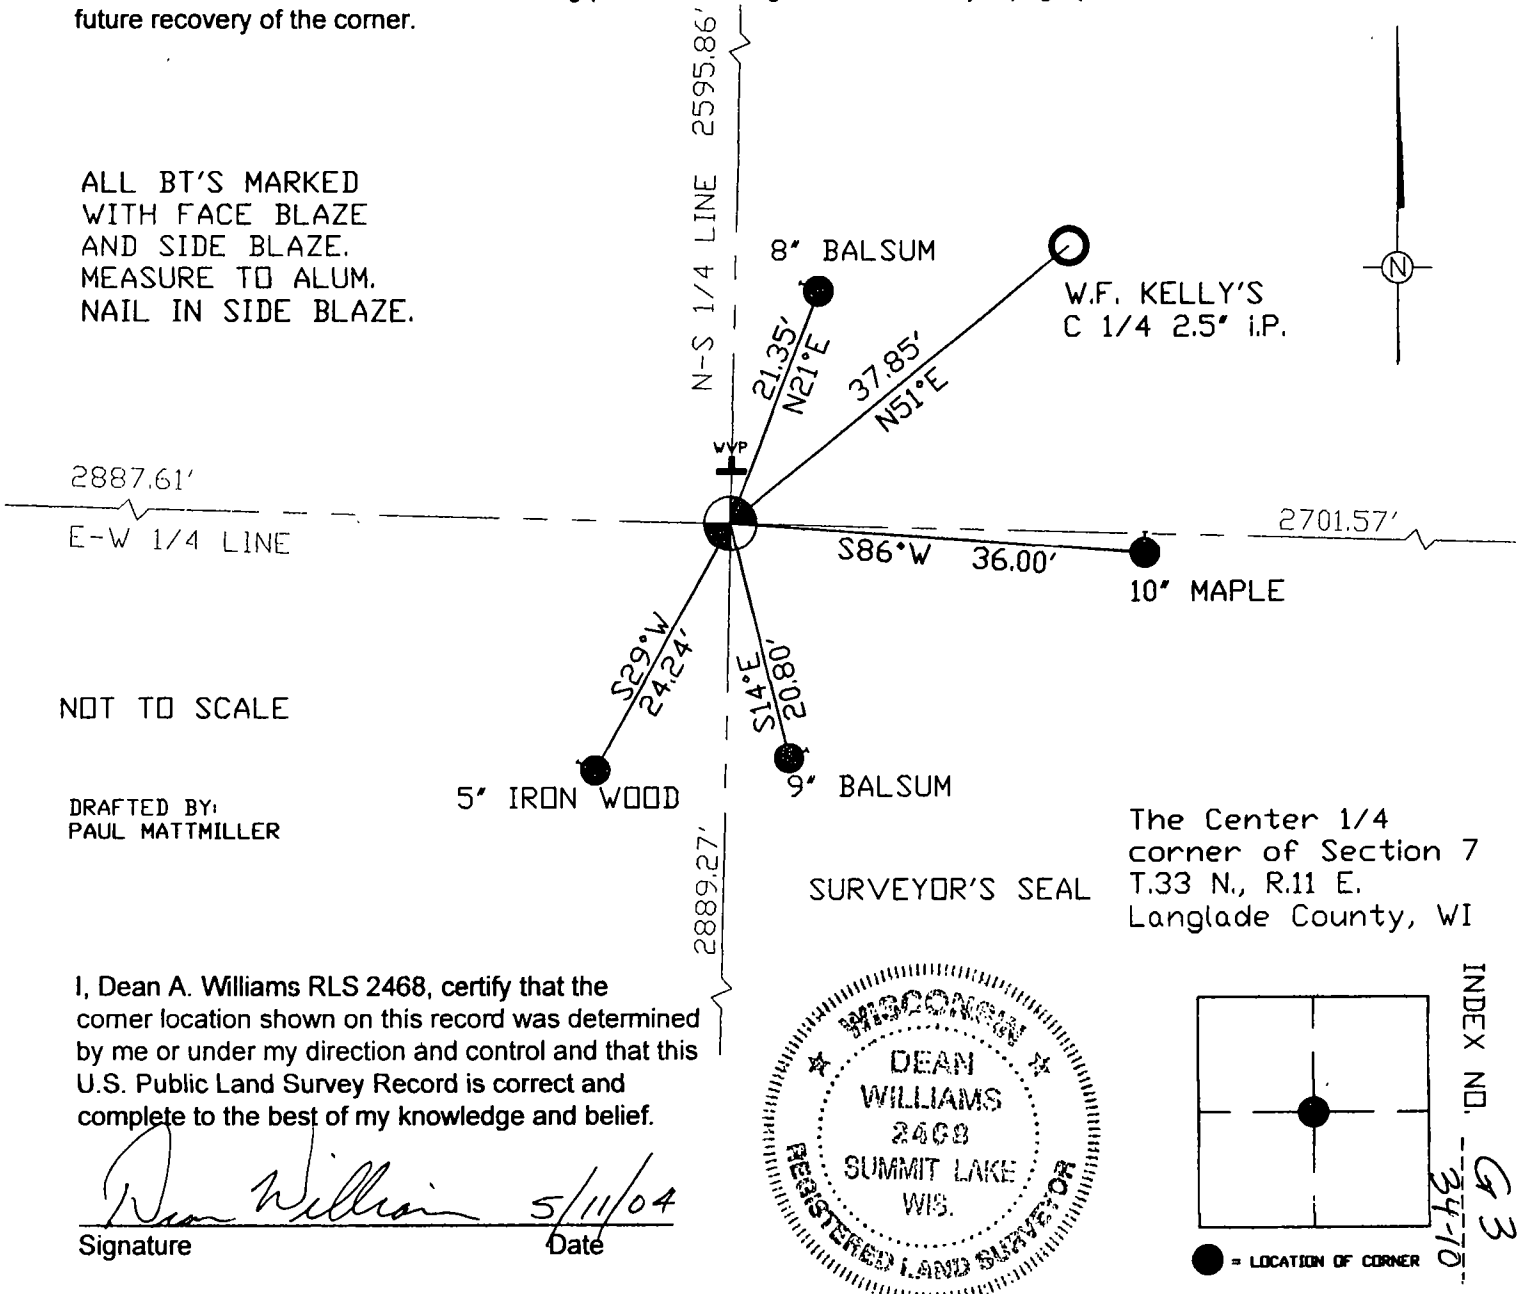 future recovery of the corner.
N-S 1/4 LINE 2595.86'
ALL BT'S MARKED
WITH FACE BLAZE
AND SIDE BLAZE.
MEASURE TO ALUM.
NAIL IN SIDE BLAZE.
8" BALSUM
W.F. KELLY'S
C 1/4 2.5" i.P.
N
21.35'
N21°E
37.85'
N51°E
WVP
2887.61'
E-W 1/4 LINE
2701.57'
S86°W 36.00'
10" MAPLE
S29°W
24.24'
S14°E
20.80'
NOT TO SCALE
5" IRON WOOD
9" BALSUM
DRAFTED BY:
PAUL MATTMILLER
2889.27'
SURVEYOR'S SEAL
The Center 1/4
corner of Section 7
T.33 N., R.11 E.
Langlade County, WI
I, Dean A. Williams RLS 2468, certify that the
corner location shown on this record was determined
by me or under my direction and control and that this
U.S. Public Land Survey Record is correct and
complete to the best of my knowledge and belief.
Dean Williams 5/11/04
Signature Date
WISCONSIN
DEAN
WILLIAMS
2468
SUMMIT LAKE
WIS.
REGISTERED LAND SURVEYOR
INDEX NO.
G3
34-10
= LOCATION OF CORNER